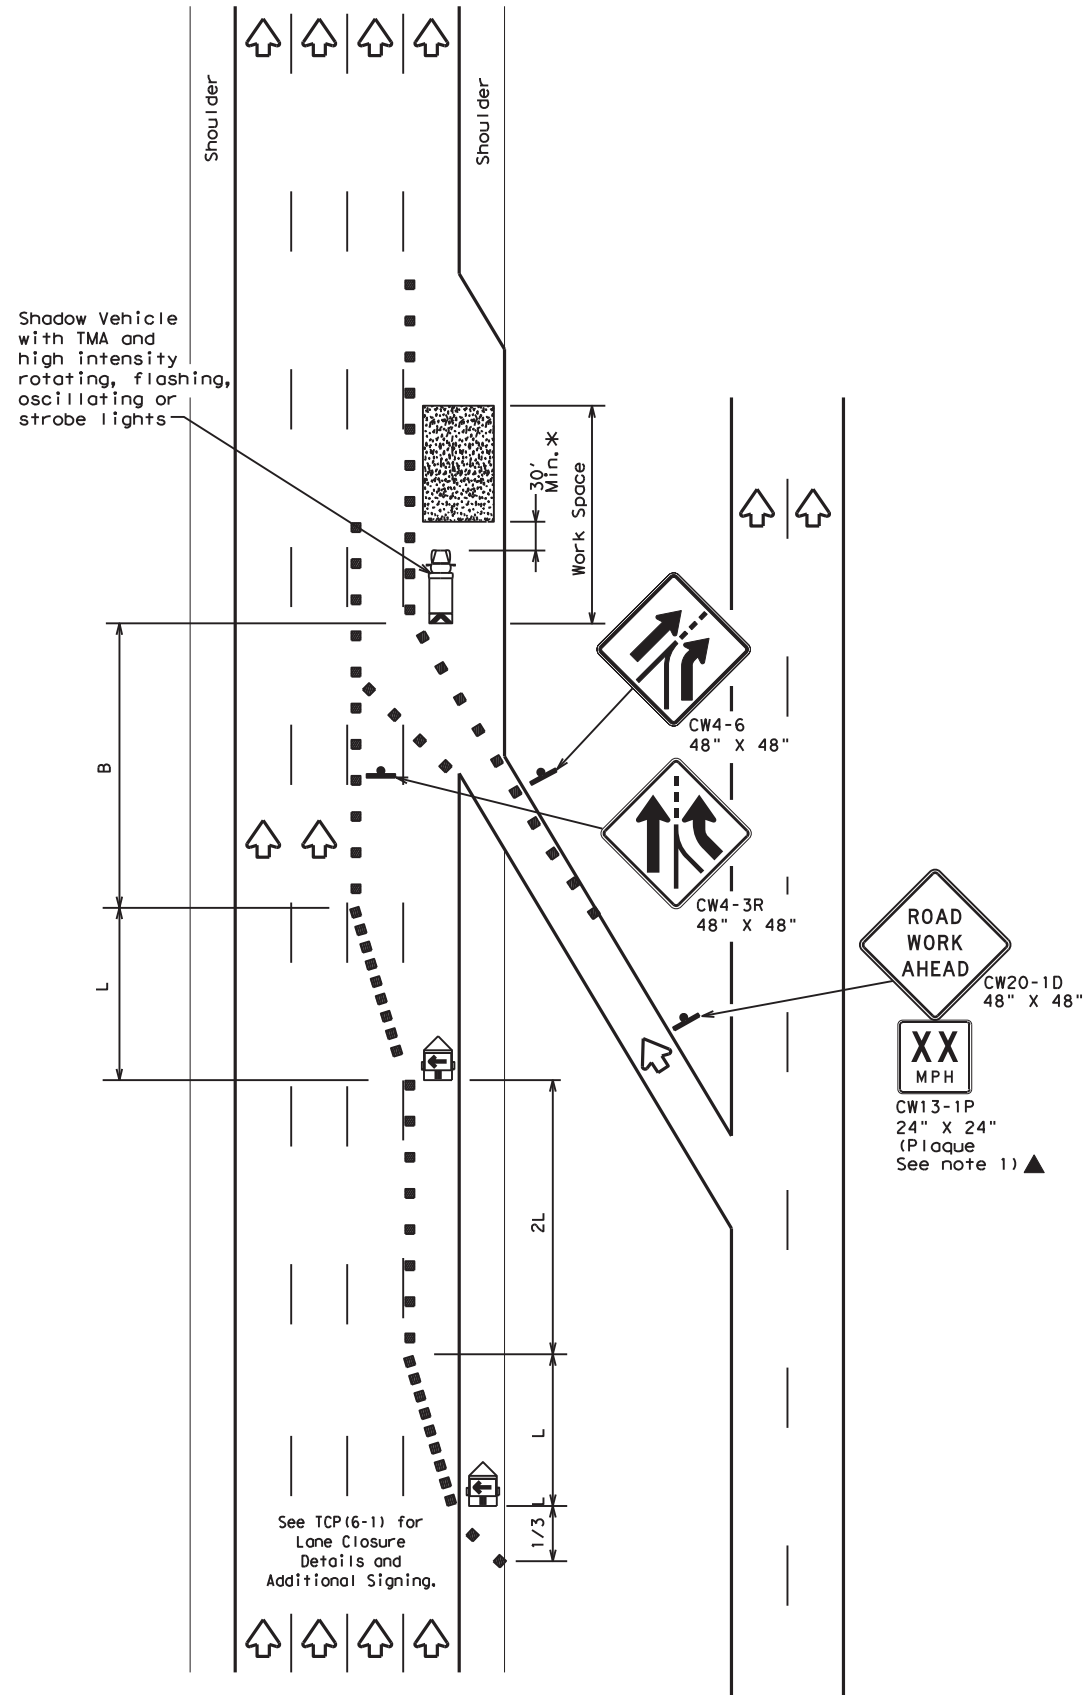 Shoulder
Shoulder
Shadow Vehicle
with TMA and
high intensity
rotating, flashing,
oscillating or
strobe lights
30'
Min.*
Work Space
CW4-6
48" X 48"
B
CW4-3R
48" X 48"
ROAD
WORK
AHEAD
CW20-1D
48" X 48"
L
XX
MPH
CW13-1P
24" X 24"
(Plaque
See note 1)▲
2L
L
1/3 L
See TCP(6-1) for
Lane Closure
Details and
Additional Signing.